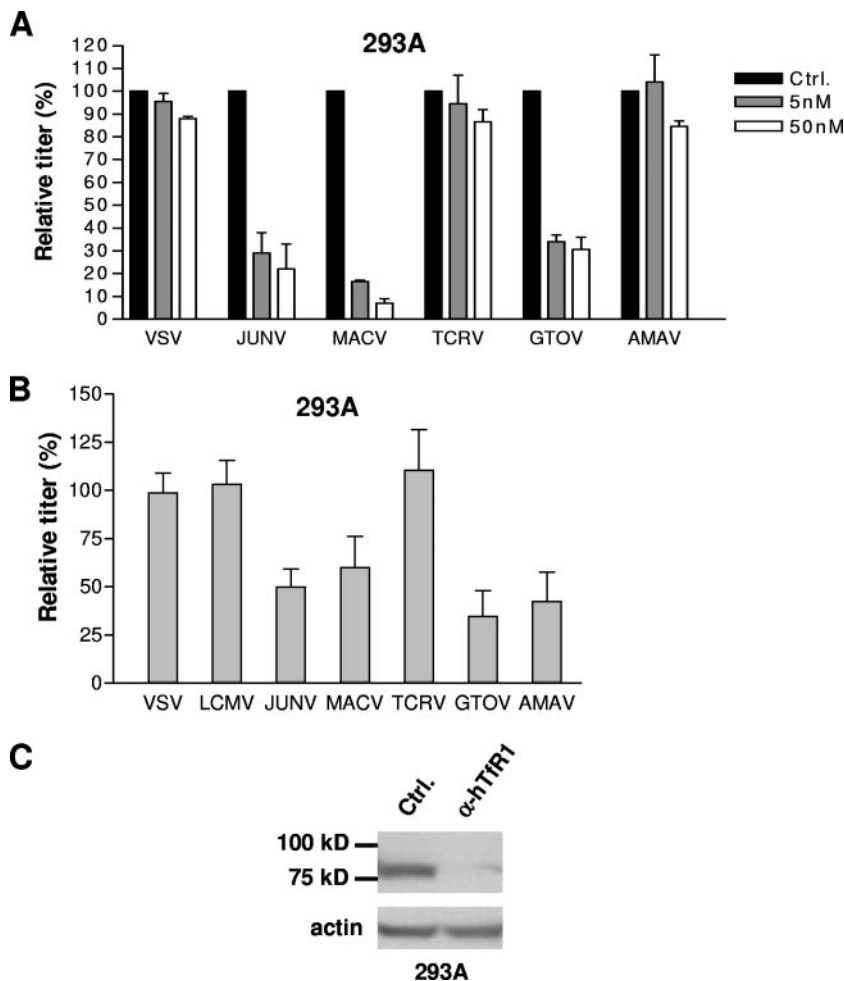 A
293A
Relative titer (%)
120
110
100
90
80
70
60
50
40
30
20
10
0
VSV JUNV MACV TCRV GTOV AMAV
Ctrl.
5nM
50nM
B
293A
Relative titer (%)
150
125
100
75
50
25
0
VSV LCMV JUNV MACV TCRV GTOV AMAV
C
Ctrl. α-hTfR1
100 kD
75 kD
actin
293A